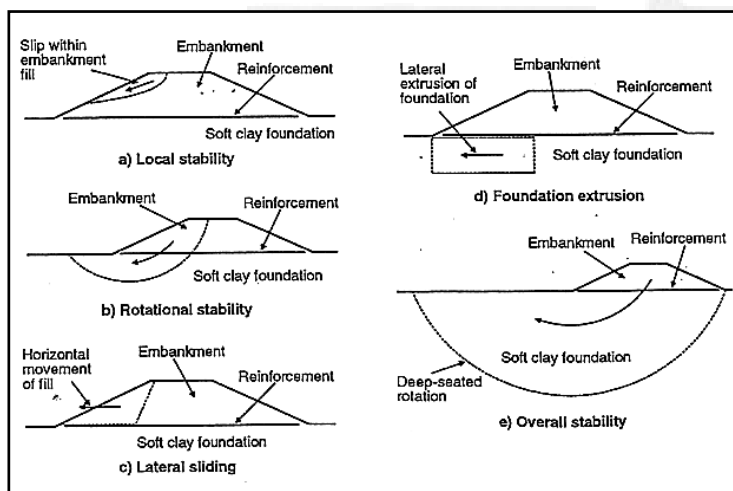 Slip within
embankment
fill
Embankment
Reinforcement
Soft clay foundation
a) Local stability
Embankment
Reinforcement
Soft clay foundation
b) Rotational stability
Horizontal
movement
of fill
Embankment
Reinforcement
Soft clay foundation
c) Lateral sliding
Lateral
extrusion of
foundation
Embankment
Reinforcement
Soft clay foundation
d) Foundation extrusion
Embankment
Reinforcement
Soft clay foundation
Deep-seated
rotation
e) Overall stability